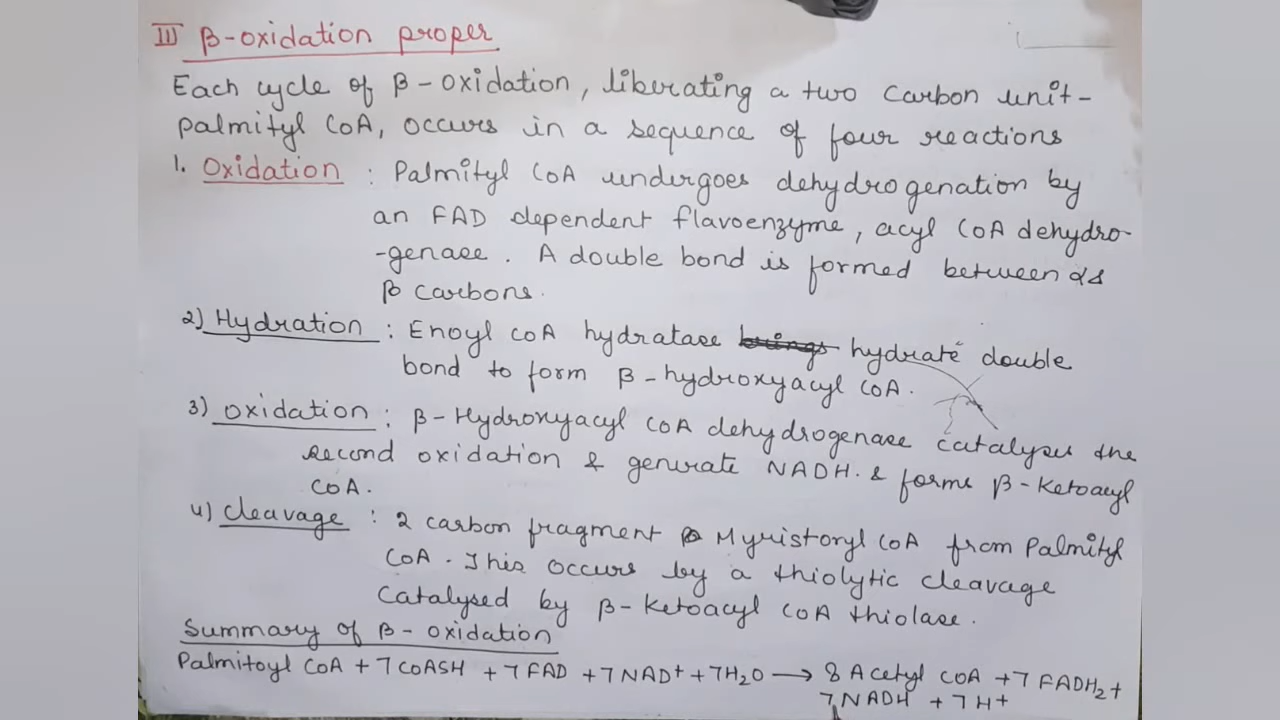 III β-oxidation proper
Each cycle of β-oxidation, liberating a two carbon unit-
palmityl CoA, occurs in a sequence of four reactions
1. Oxidation : Palmityl CoA undergoes dehydrogenation by
an FAD dependent flavoenzyme, acyl CoA dehydro-
-genase. A double bond is formed between α &
β carbons.
2) Hydration : Enoyl CoA hydratase hydrate double
bond to form β-hydroxyacyl CoA.
3) Oxidation : β-Hydroxyacyl CoA dehydrogenase catalyses the
second oxidation & generate NADH. & forms β-Ketoacyl
CoA.
4) Cleavage : 2 carbon fragment Myristoryl CoA from Palmityl
CoA. This occurs by a thiolytic cleavage
Catalysed by β-Ketoacyl CoA thiolase.
Summary of β-oxidation
Palmitoyl CoA + 7 COASH + 7 FAD + 7 NAD+ + 7H2O → 8 Acetyl COA + 7 FADH2 +
7 NADH + 7 H+